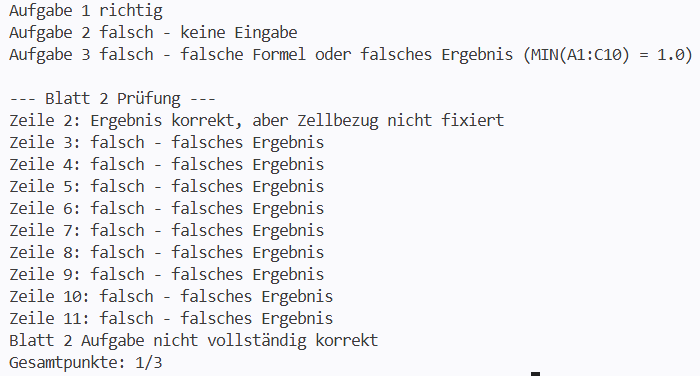 Aufgabe 1 richtig
Aufgabe 2 falsch - keine Eingabe
Aufgabe 3 falsch - falsche Formel oder falsches Ergebnis (MIN(A1:C10) = 1.0)
--- Blatt 2 Prüfung ---
Zeile 2: Ergebnis korrekt, aber Zellbezug nicht fixiert
Zeile 3: falsch - falsches Ergebnis
Zeile 4: falsch - falsches Ergebnis
Zeile 5: falsch - falsches Ergebnis
Zeile 6: falsch - falsches Ergebnis
Zeile 7: falsch - falsches Ergebnis
Zeile 8: falsch - falsches Ergebnis
Zeile 9: falsch - falsches Ergebnis
Zeile 10: falsch - falsches Ergebnis
Zeile 11: falsch - falsches Ergebnis
Blatt 2 Aufgabe nicht vollständig korrekt
Gesamtpunkte: 1/3